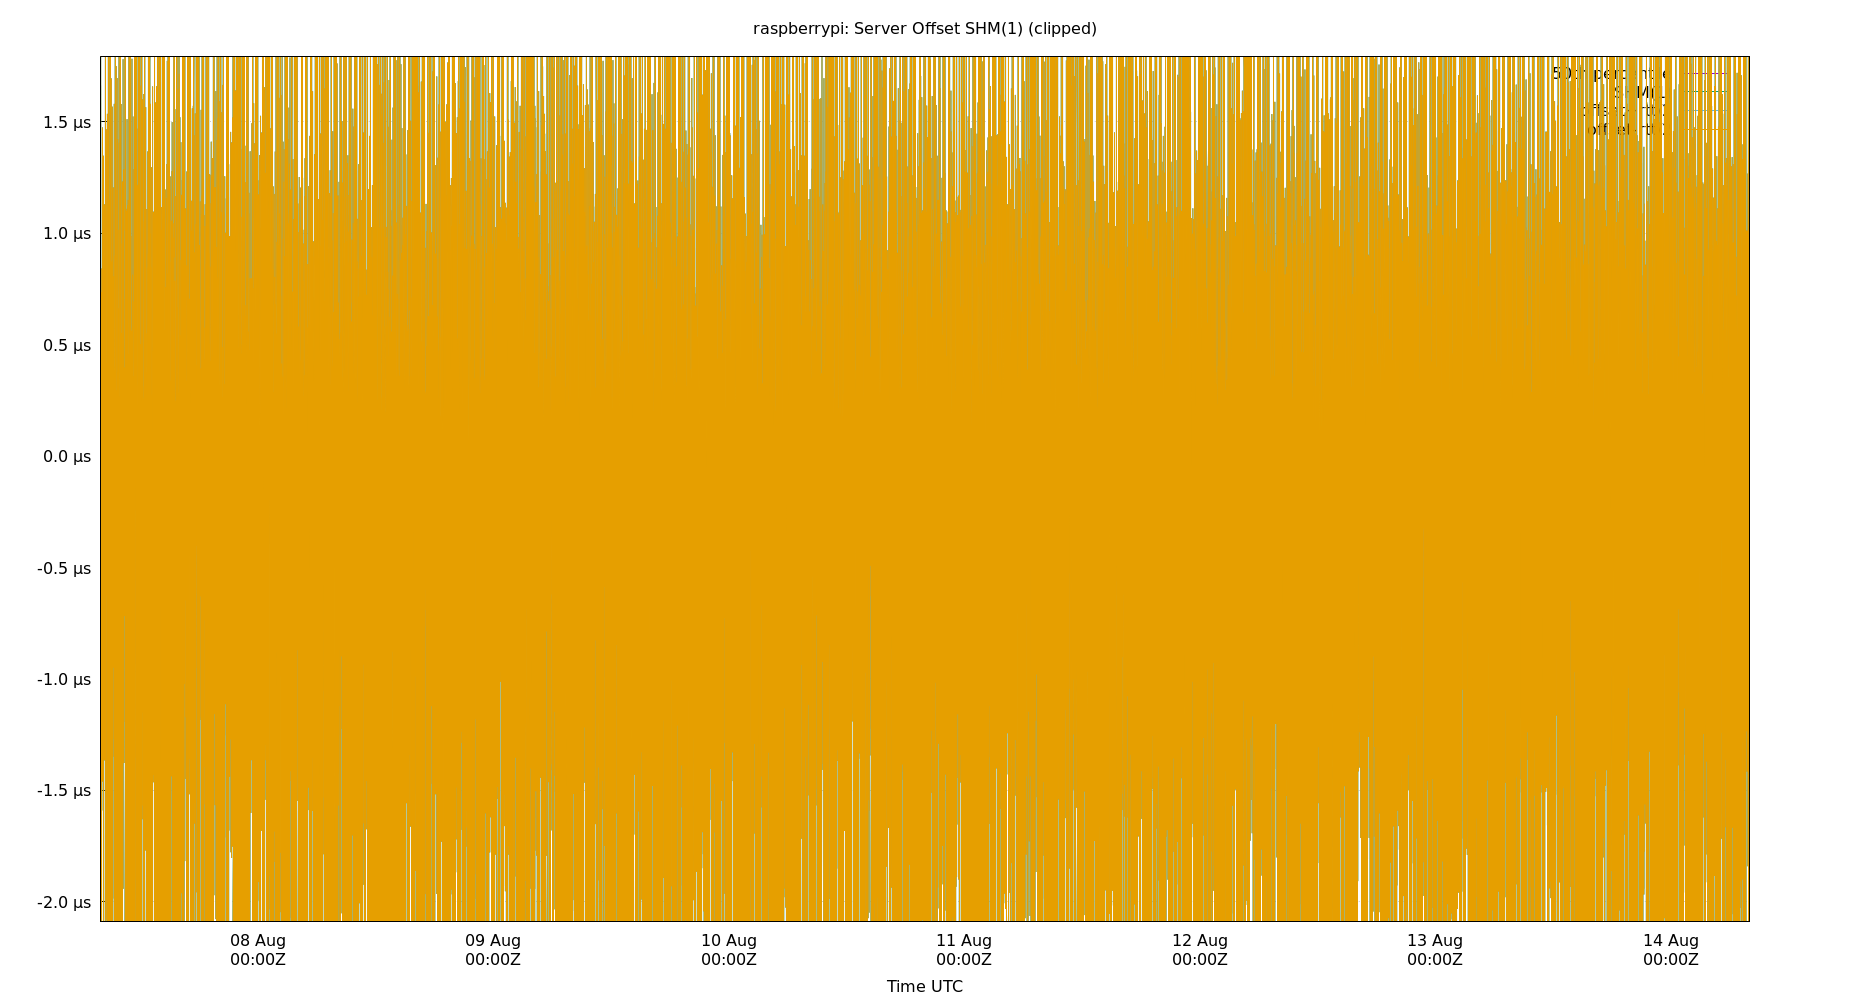 raspberrypi: Server Offset SHM(1) (clipped)
1.5 µs
1.0 µs
0.5 µs
0.0 µs
-0.5 µs
-1.0 µs
-1.5 µs
-2.0 µs
08 Aug 09 Aug 10 Aug 11 Aug 12 Aug 13 Aug 14 Aug
00:00Z 00:00Z 00:00Z 00:00Z 00:00Z 00:00Z 00:00Z
Time UTC